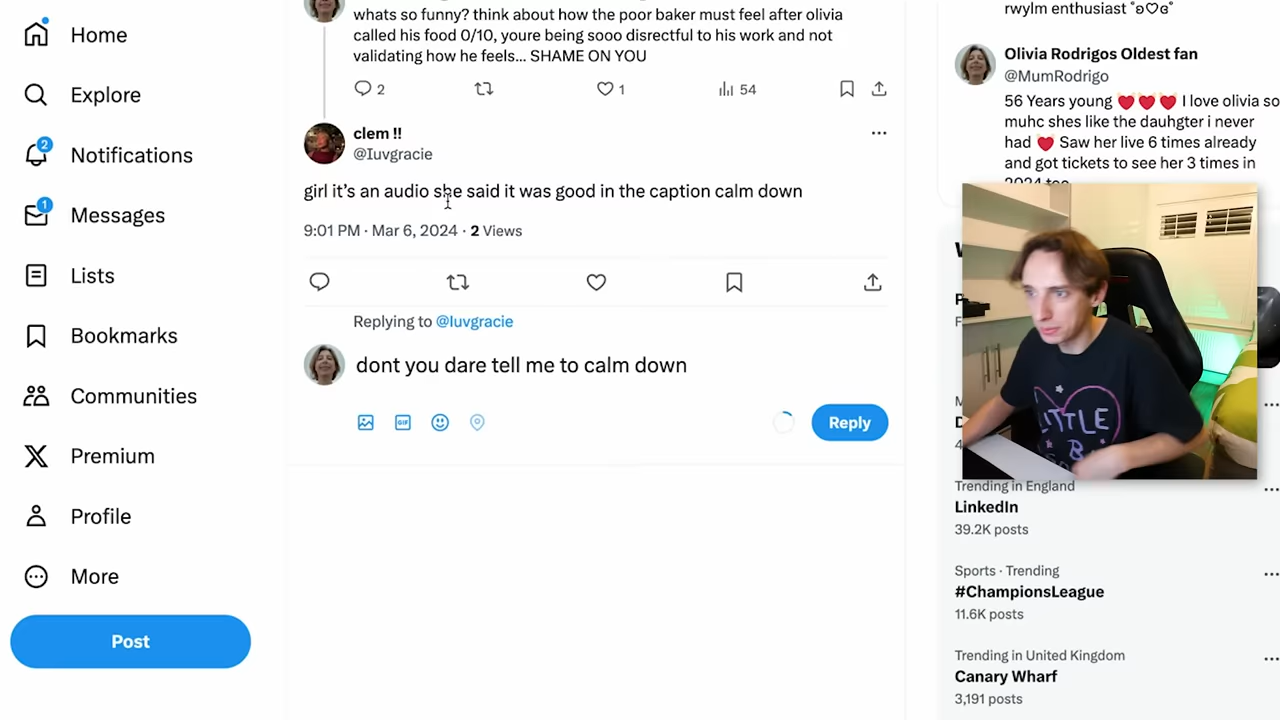 Home
Explore
2
Notifications
1
Messages
Lists
Bookmarks
Communities
Premium
Profile
More
Post
whats so funny? think about how the poor baker must feel after olivia
called his food 0/10, youre being sooo disrectful to his work and not
validating how he feels... SHAME ON YOU
2
1
54
clem !!
@Iuvgracie
girl it's an audio she said it was good in the caption calm down
9:01 PM · Mar 6, 2024 · 2 Views
Replying to @Iuvgracie
dont you dare tell me to calm down
GIF
Reply
rwylm enthusiast ˚ʚ♡ɞ˚
Olivia Rodrigos Oldest fan
@MumRodrigo
56 Years young 💓💓💓 I love olivia so
muhc shes like the dauhgter i never
had 💓 Saw her live 6 times already
and got tickets to see her 3 times in
2024 too
LITTLE
Trending in England
LinkedIn
39.2K posts
Sports · Trending
#ChampionsLeague
11.6K posts
Trending in United Kingdom
Canary Wharf
3,191 posts